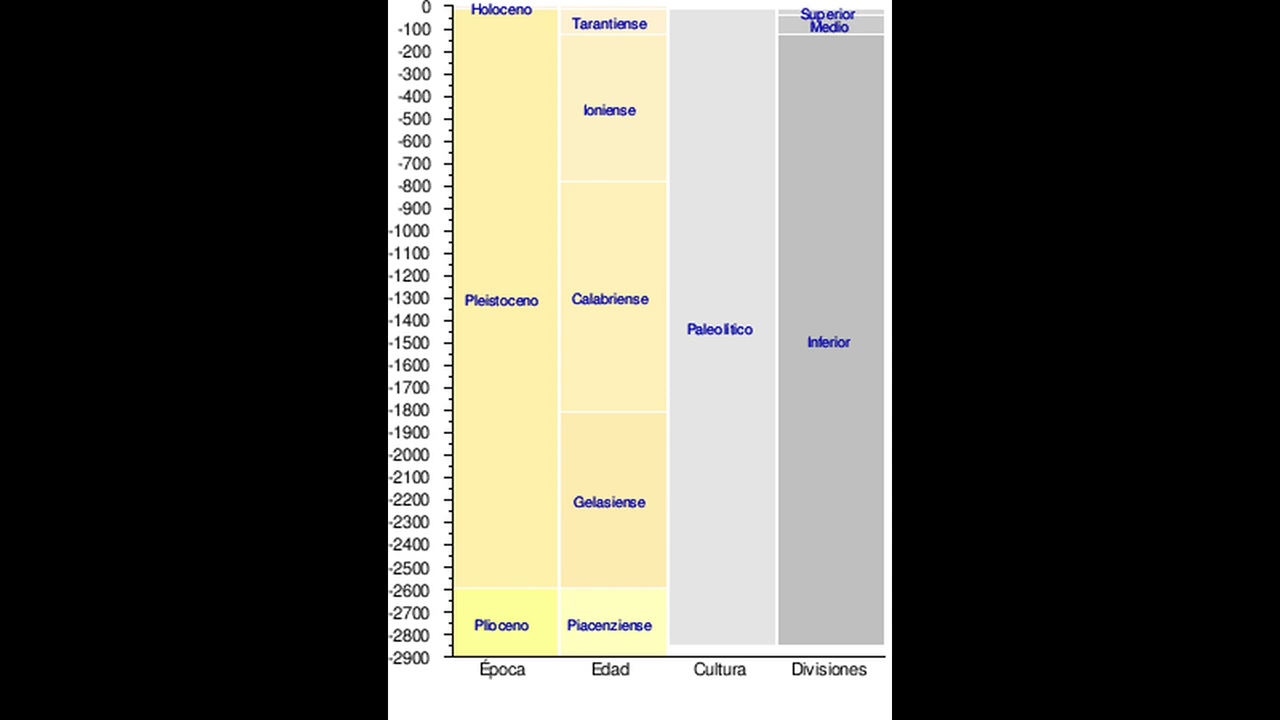 0
Holoceno
Superior
Tarantiense
Medio
-100
-200
-300
-400
Ioniense
-500
-600
-700
-800
-900
-1000
-1100
-1200
-1300
Pleistoceno
Calabriense
-1400
Paleolítico
-1500
Inferior
-1600
-1700
-1800
-1900
-2000
-2100
-2200
Gelasiense
-2300
-2400
-2500
-2600
-2700
Plioceno
Piacenziense
-2800
-2900
Época
Edad
Cultura
Divisiones